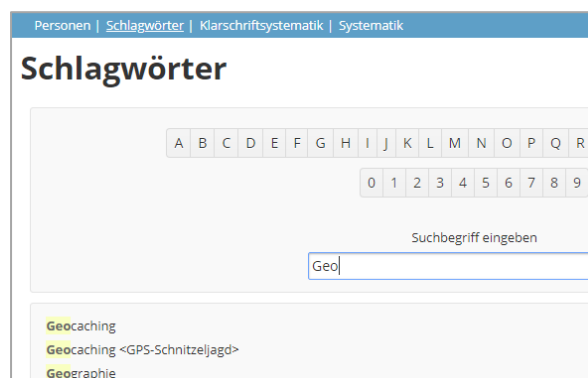 Personen | Schlagwörter | Klarschriftsystematik | Systematik
Schlagwörter
A B C D E F G H I J K L M N O P Q R
0 1 2 3 4 5 6 7 8 9
Suchbegriff eingeben
Geo
Geocaching
Geocaching <GPS-Schnitzeljagd>
Geographie